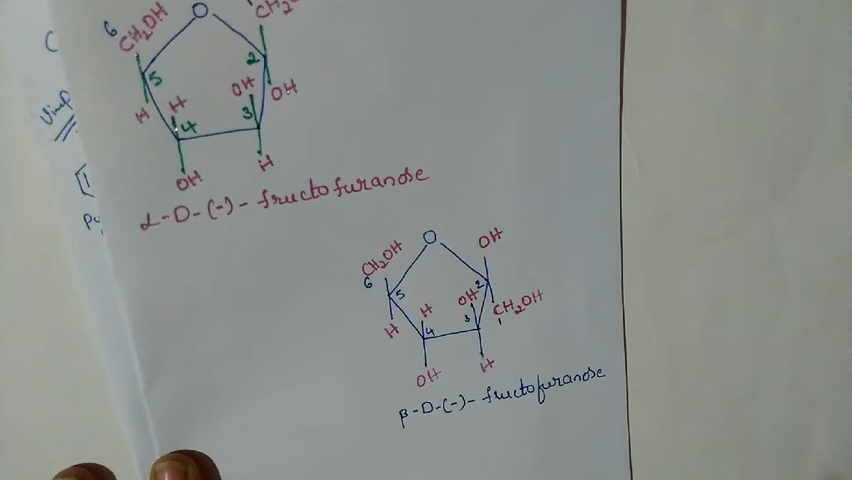 6 CH₂OH O CH₂
5 2
OH OH
H H 4 3
OH H
α-D-(-)-fructofuranose
O OH
CH₂OH
6 5 2
H OH CH₂OH
H 4 3 1
OH H
β-D-(-)-fructofuranose